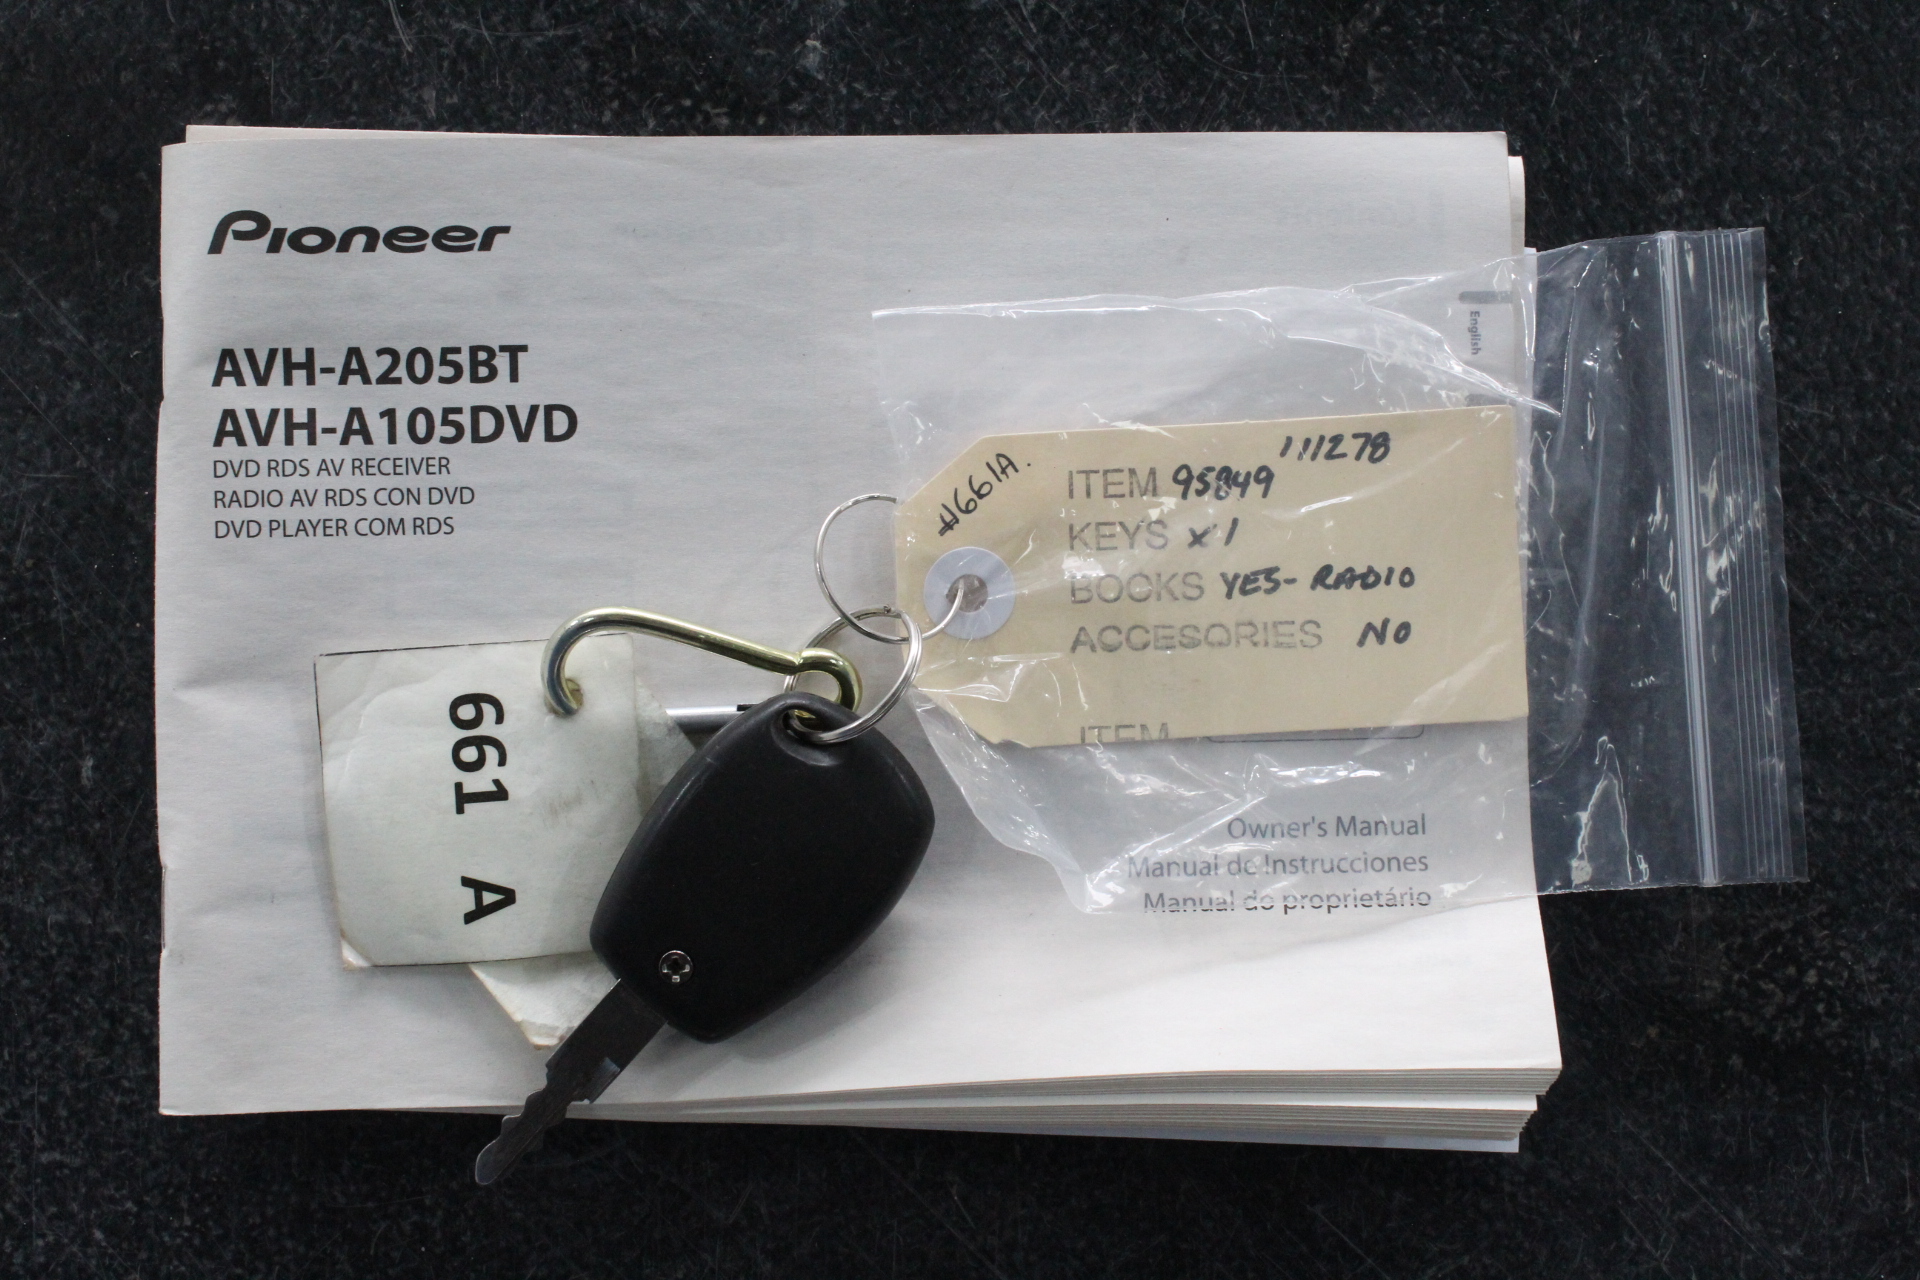 Pioneer
AVH-A205BT
AVH-A105DVD
DVD RDS AV RECEIVER
RADIO AV RDS CON DVD
DVD PLAYER COM RDS
English
#661A.
111278
ITEM 95849
KEYS x1
BOOKS YES- RADIO
ACCESORIES NO
ITEM
661 A
Owner's Manual
Manual de Instrucciones
Manual do proprietário